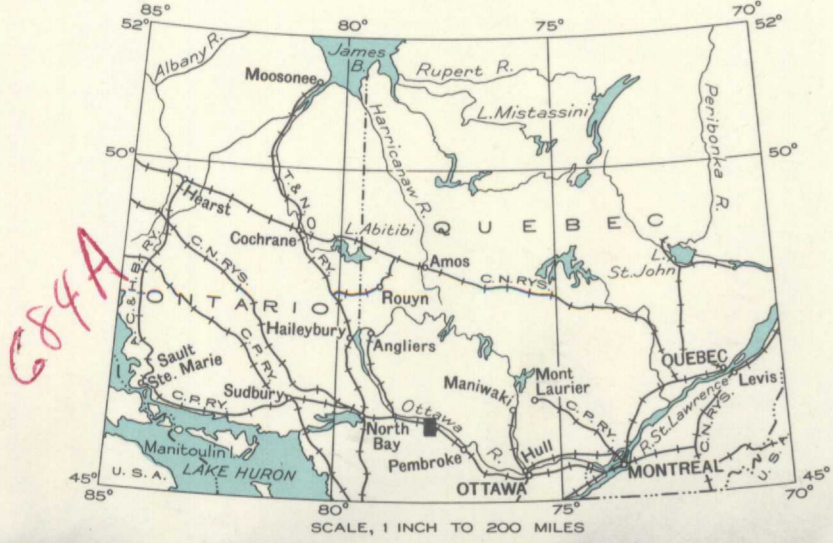 85° 80° 75° 70°
52° 52°
Albany R.
James B.
Moosonee
Rupert R.
L. Mistassini
Peribonka R.
Harricanaw R.
50° 50°
T. & N. O. RY.
Hearst
L. Abitibi
QUEBEC
Cochrane
Amos
C. N. RYS.
L. St. John
C. N. RYS.
A. C. & H. B. RY.
ONTARIO
Rouyn
684A
Haileybury
Angliers
C. P. RY.
Sault Ste. Marie
QUEBEC
Levis
Mont Laurier
Maniwaki
Sudbury
C. P. RY.
C. P. RY.
R. St. Lawrence
C. N. RYS.
North Bay
Ottawa R.
Hull
Manitoulin I.
Pembroke
MONTREAL
U. S. A.
U. S. A.
LAKE HURON
OTTAWA
45° 45°
85° 80° 75° 70°
SCALE, 1 INCH TO 200 MILES